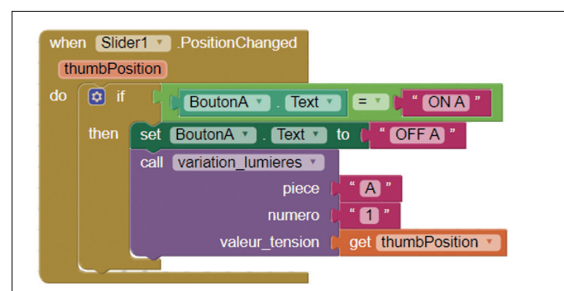 when Slider1 .PositionChanged
thumbPosition
do if BoutonA . Text = " ON A "
then set BoutonA . Text to " OFF A "
call variation_lumieres
piece " A "
numero " 1 "
valeur_tension get thumbPosition